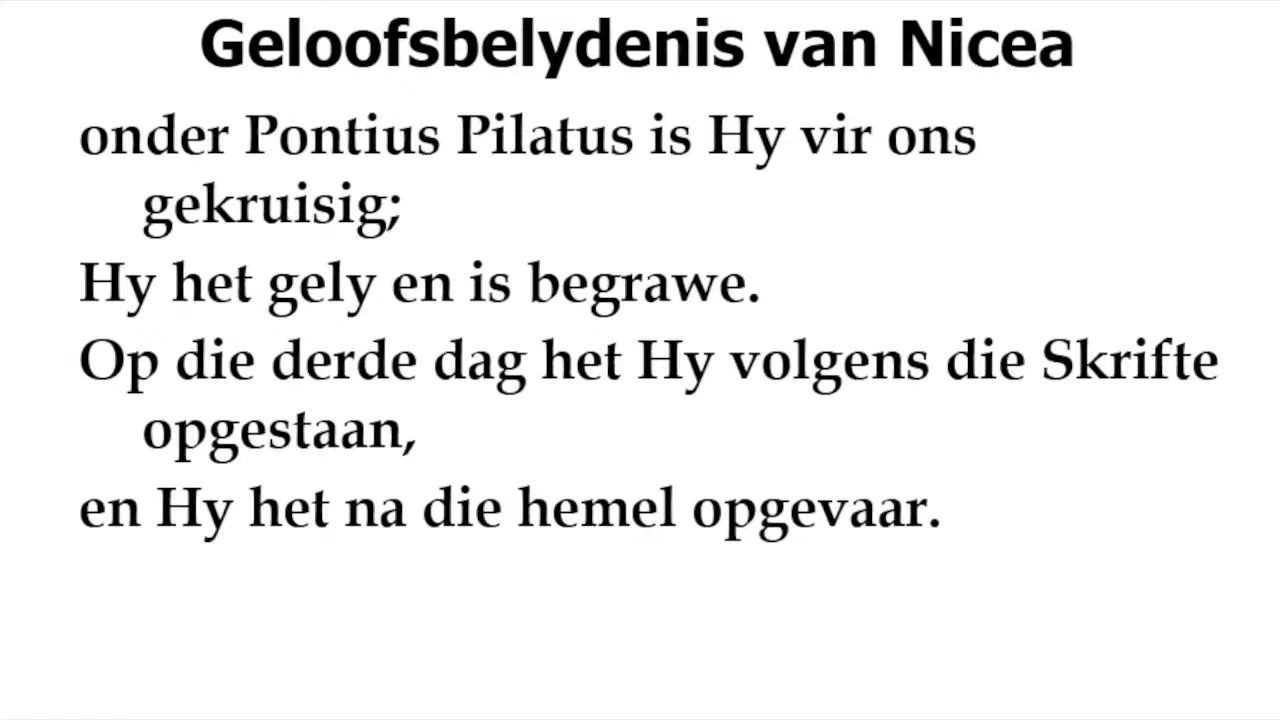 Geloofsbelydenis van Nicea
onder Pontius Pilatus is Hy vir ons
gekruisig;
Hy het gely en is begrawe.
Op die derde dag het Hy volgens die Skrifte
opgestaan,
en Hy het na die hemel opgevaar.